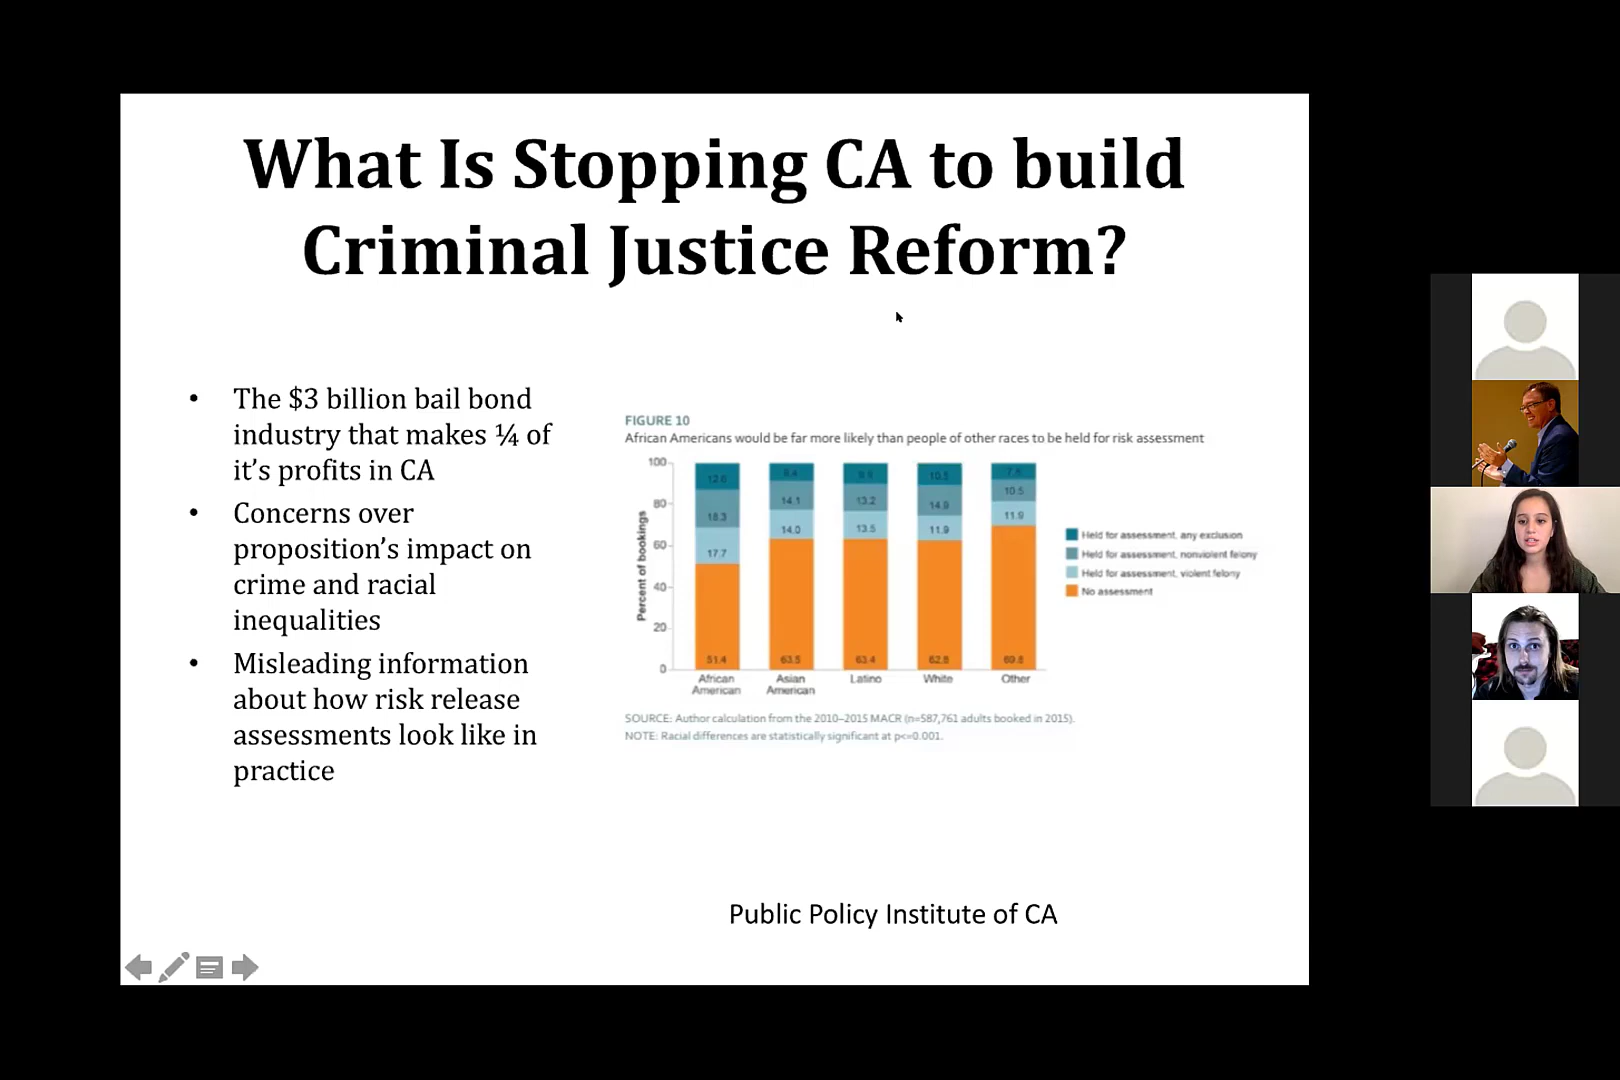 What Is Stopping CA to build
Criminal Justice Reform?
• The $3 billion bail bond
industry that makes ¼ of
it's profits in CA
• Concerns over
proposition's impact on
crime and racial
inequalities
• Misleading information
about how risk release
assessments look like in
practice
FIGURE 10
African Americans would be far more likely than people of other races to be held for risk assessment
Percent of bookings
100
80
60
40
20
0
18.3
17.7
51.4
14.1
14.0
63.5
13.2
13.5
63.4
10.5
14.9
11.9
62.8
10.5
11.9
69.8
African
American
Asian
American
Latino
White
Other
Held for assessment, any exclusion
Held for assessment, nonviolent felony
Held for assessment, violent felony
No assessment
SOURCE: Author calculation from the 2010–2015 MACR (n=587,761 adults booked in 2015).
NOTE: Racial differences are statistically significant at p<=0.001.
Public Policy Institute of CA